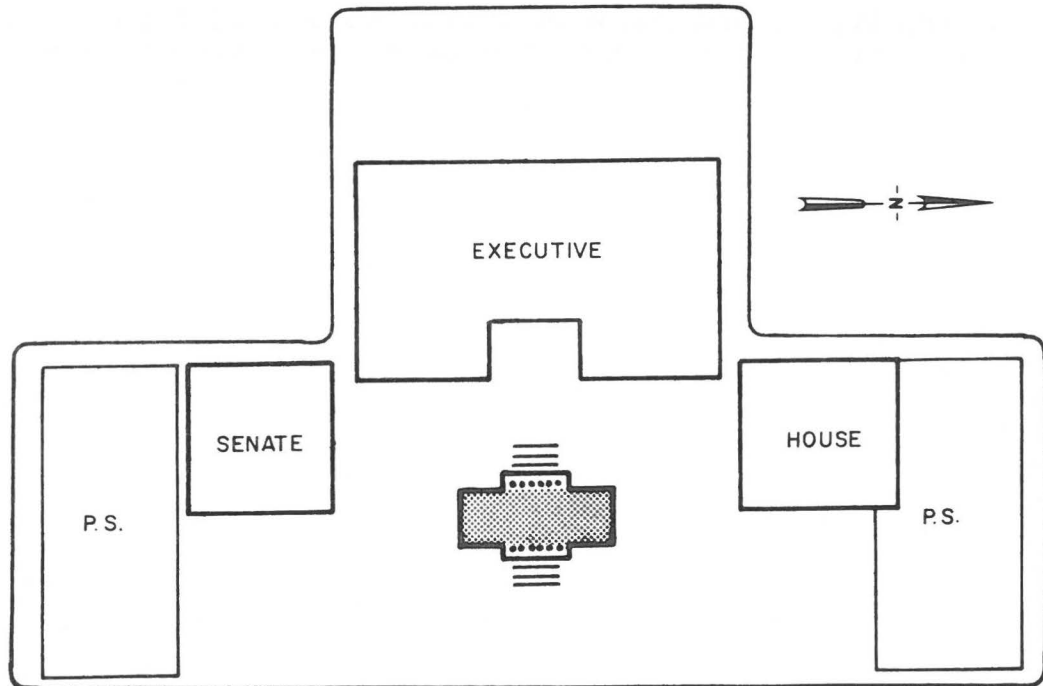 EXECUTIVE
N
SENATE
HOUSE
P. S.
P. S.